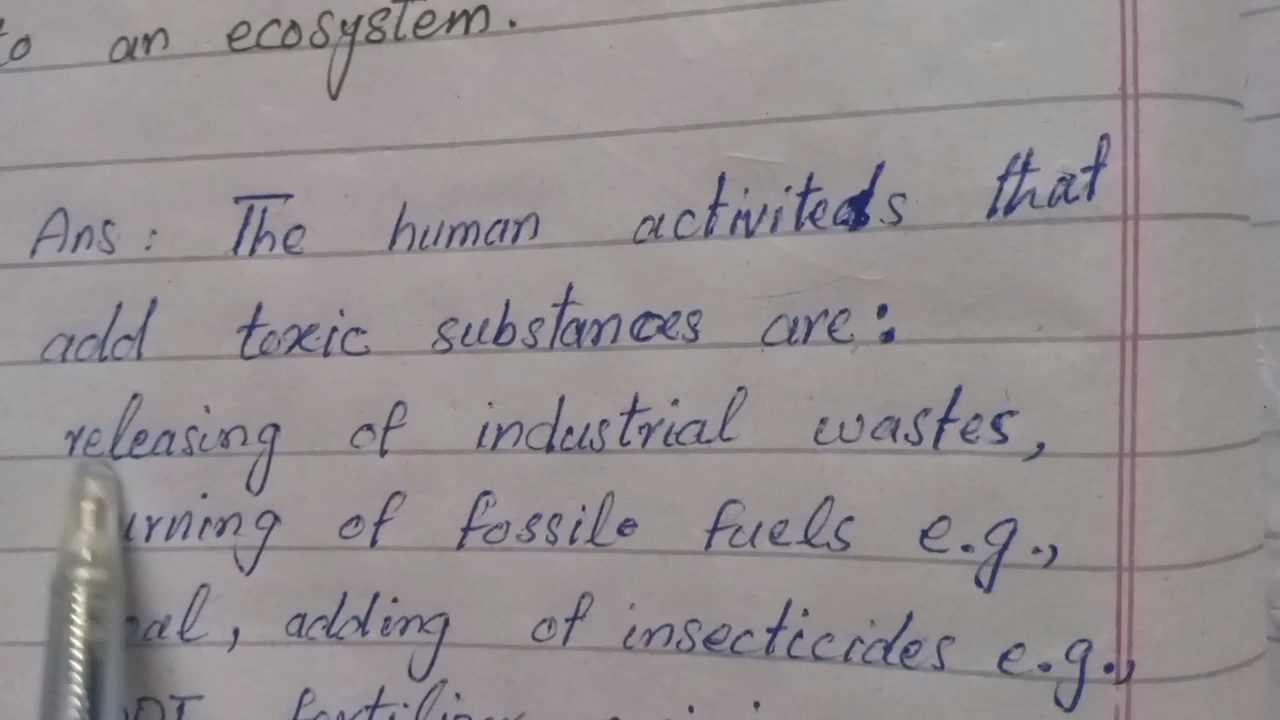 to an ecosystem.
Ans: The human activiteds that
add toxic substances are:
releasing of industrial wastes,
urning of fossile fuels e.g.,
al, adding of insecticides e.g.,